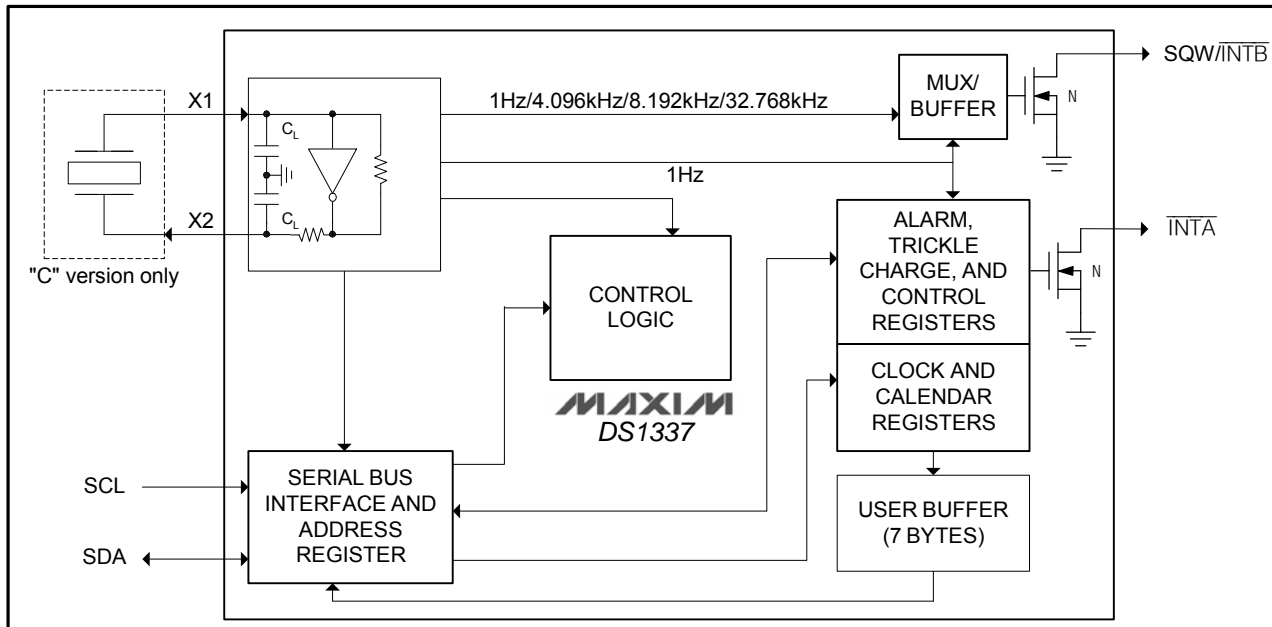 SQW/INTB
MUX/
BUFFER
N
1Hz/4.096kHz/8.192kHz/32.768kHz
X1
CL
1Hz
X2
CL
"C" version only
ALARM,
TRICKLE
CHARGE, AND
CONTROL
REGISTERS
INTA
N
CONTROL
LOGIC
CLOCK AND
CALENDAR
REGISTERS
MAXIM
DS1337
SCL
SDA
SERIAL BUS
INTERFACE AND
ADDRESS
REGISTER
USER BUFFER
(7 BYTES)